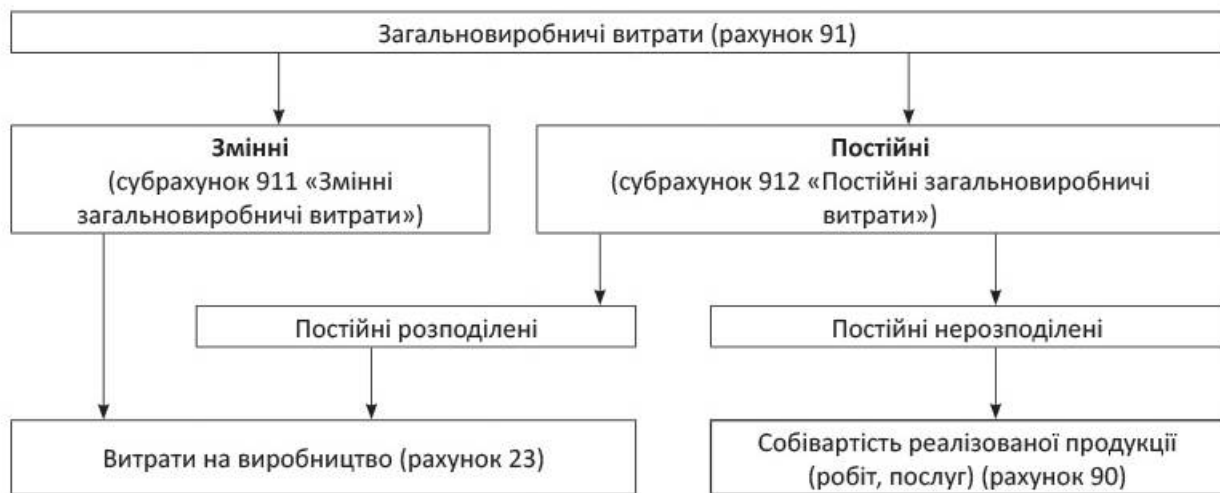 Загальновиробничі витрати (рахунок 91)
Змінні
(субрахунок 911 «Змінні
загальновиробничі витрати»)
Постійні
(субрахунок 912 «Постійні загальновиробничі
витрати»)
Постійні розподілені
Постійні нерозподілені
Витрати на виробництво (рахунок 23)
Собівартість реалізованої продукції
(робіт, послуг) (рахунок 90)